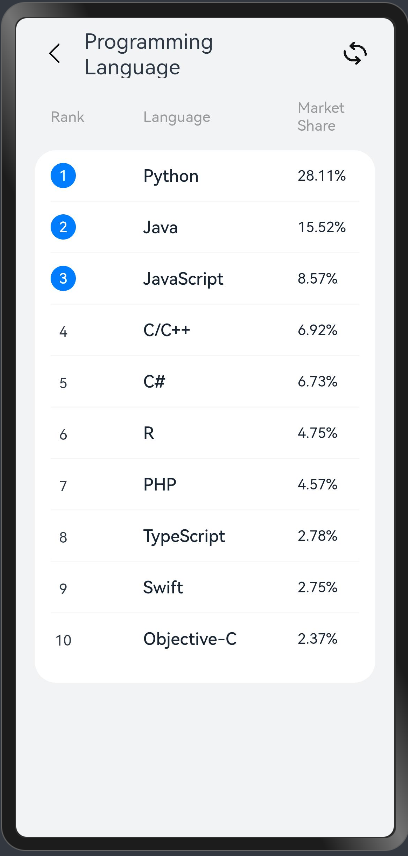 Programming
Language
Rank Language Market
Share
1 Python 28.11%
2 Java 15.52%
3 JavaScript 8.57%
4 C/C++ 6.92%
5 C# 6.73%
6 R 4.75%
7 PHP 4.57%
8 TypeScript 2.78%
9 Swift 2.75%
10 Objective-C 2.37%